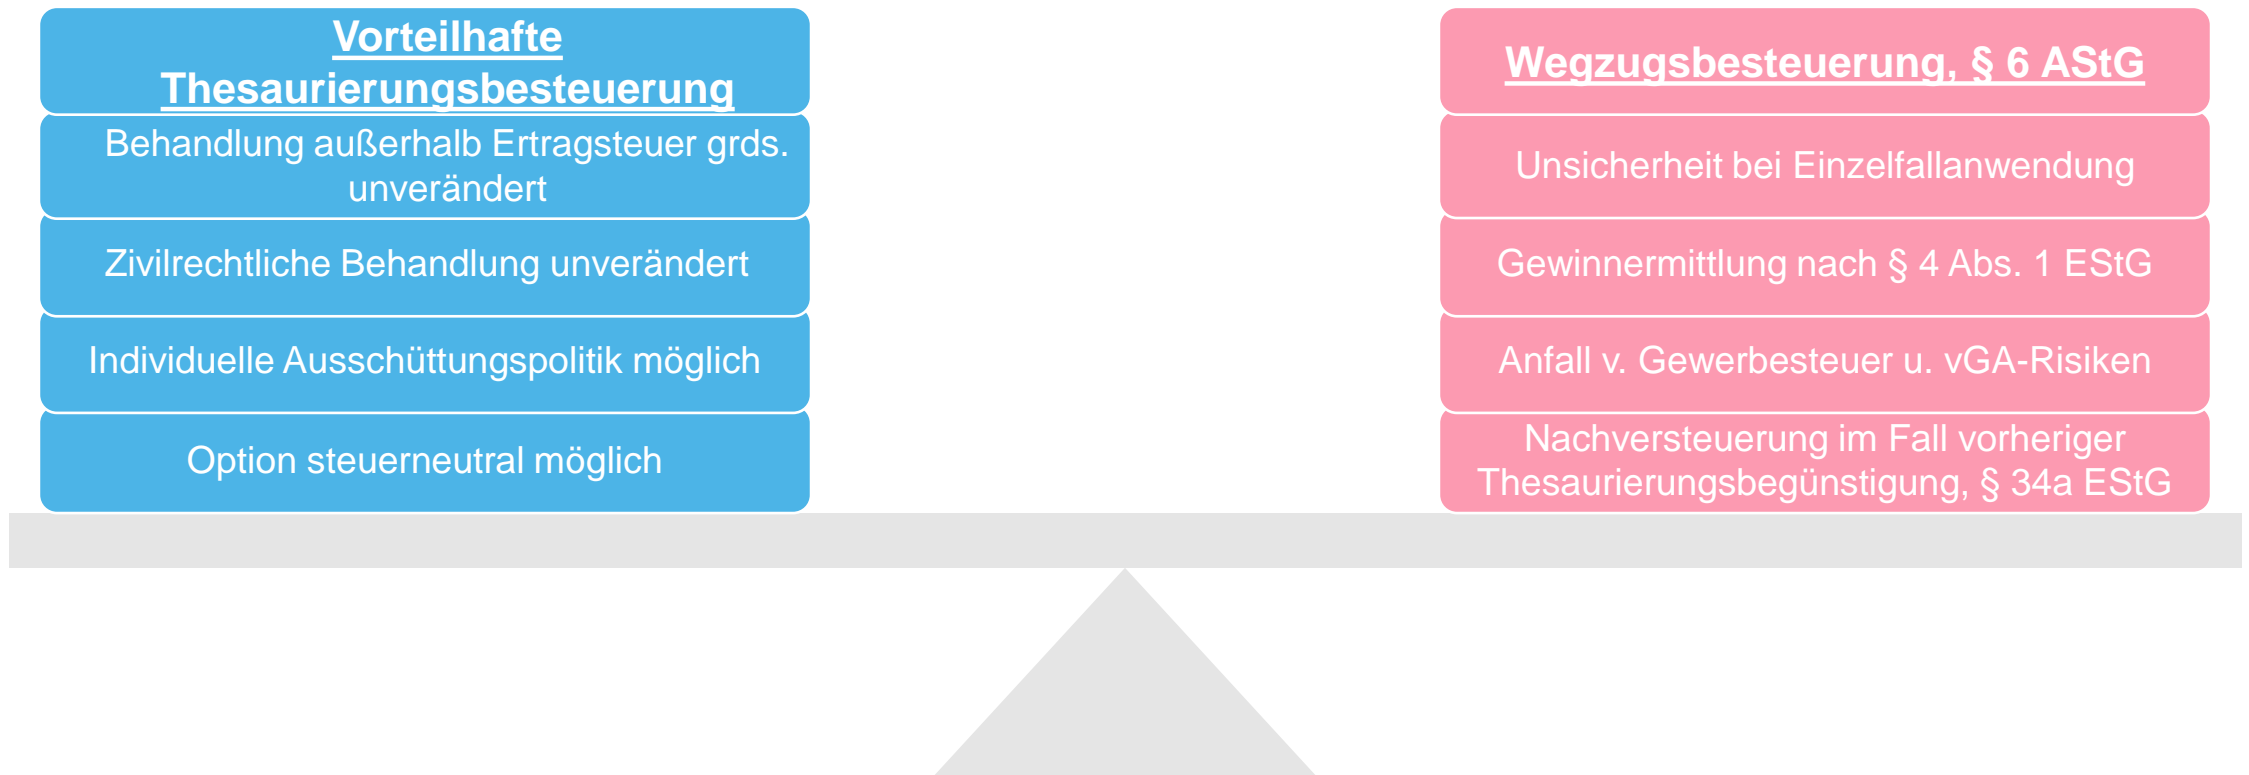 Vorteilhafte
Thesaurierungsbesteuerung
Behandlung außerhalb Ertragsteuer grds.
unverändert
Zivilrechtliche Behandlung unverändert
Individuelle Ausschüttungspolitik möglich
Option steuerneutral möglich
Wegzugsbesteuerung, § 6 AStG
Unsicherheit bei Einzelfallanwendung
Gewinnermittlung nach § 4 Abs. 1 EStG
Anfall v. Gewerbesteuer u. vGA-Risiken
Nachversteuerung im Fall vorheriger
Thesaurierungsbegünstigung, § 34a EStG